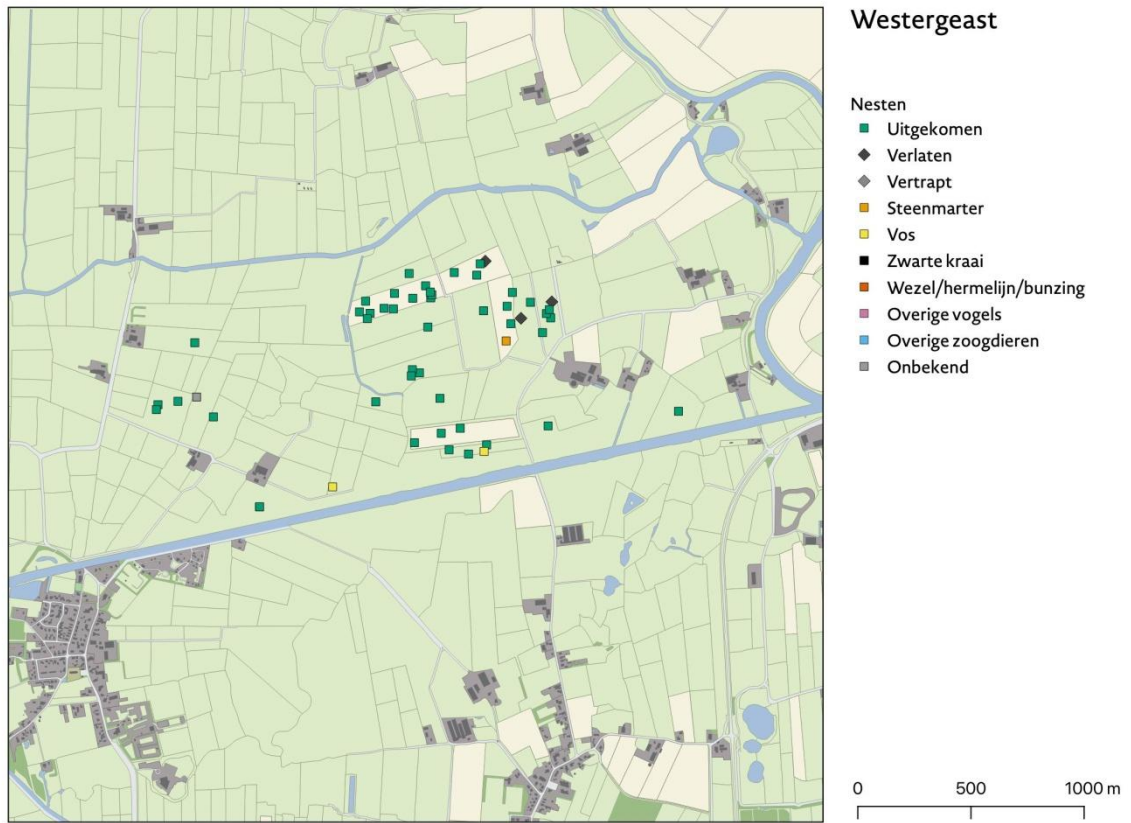 Westergeast
Nesten
Uitgekomen
Verlaten
Vertrapt
Steenmarter
Vos
Zwarte kraai
Wezel/hermelijn/bunzing
Overige vogels
Overige zoogdieren
Onbekend
0 500 1000 m